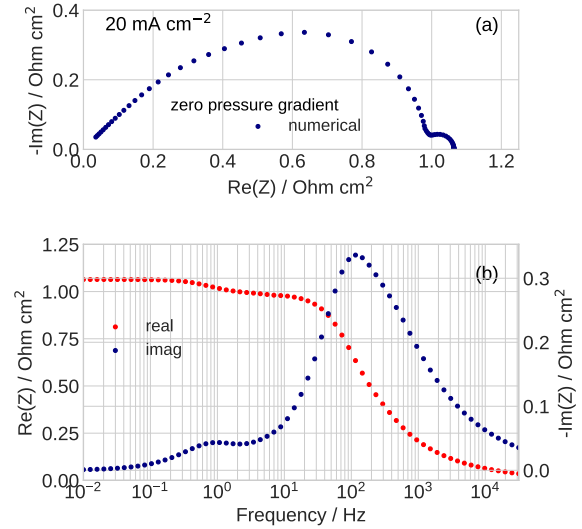 0.4
20 mA cm⁻²
(a)
-Im(Z) / Ohm cm²
0.2
zero pressure gradient
numerical
0.0
0.0 0.2 0.4 0.6 0.8 1.0 1.2
Re(Z) / Ohm cm²
1.25
(b)
0.3
1.00
Re(Z) / Ohm cm²
real
imag
0.75
0.2
-Im(Z) / Ohm cm²
0.50
0.1
0.25
0.0
0.00
10⁻² 10⁻¹ 10⁰ 10¹ 10² 10³ 10⁴
Frequency / Hz